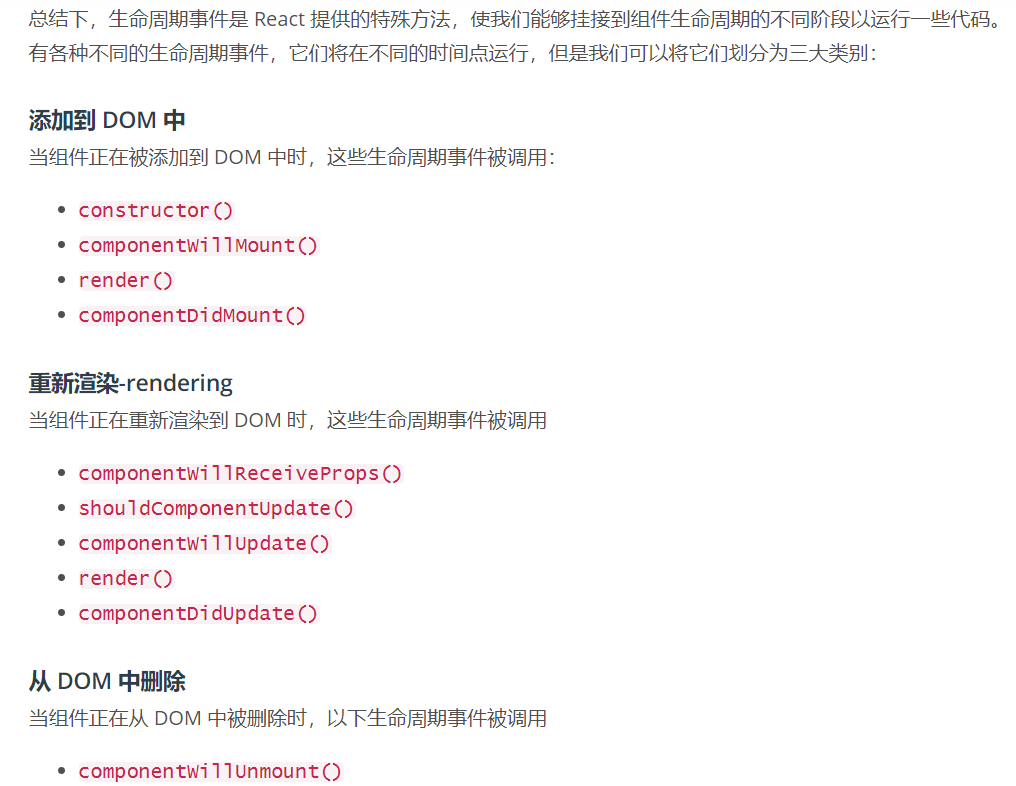 总结下，生命周期事件是 React 提供的特殊方法，使我们能够挂接到组件生命周期的不同阶段以运行一些代码。
有各种不同的生命周期事件，它们将在不同的时间点运行，但是我们可以将它们划分为三大类别：
添加到 DOM 中
当组件正在被添加到 DOM 中时，这些生命周期事件被调用：
• constructor()
• componentWillMount()
• render()
• componentDidMount()
重新渲染-rendering
当组件正在重新渲染到 DOM 时，这些生命周期事件被调用
• componentWillReceiveProps()
• shouldComponentUpdate()
• componentWillUpdate()
• render()
• componentDidUpdate()
从 DOM 中删除
当组件正在从 DOM 中被删除时，以下生命周期事件被调用
• componentWillUnmount()